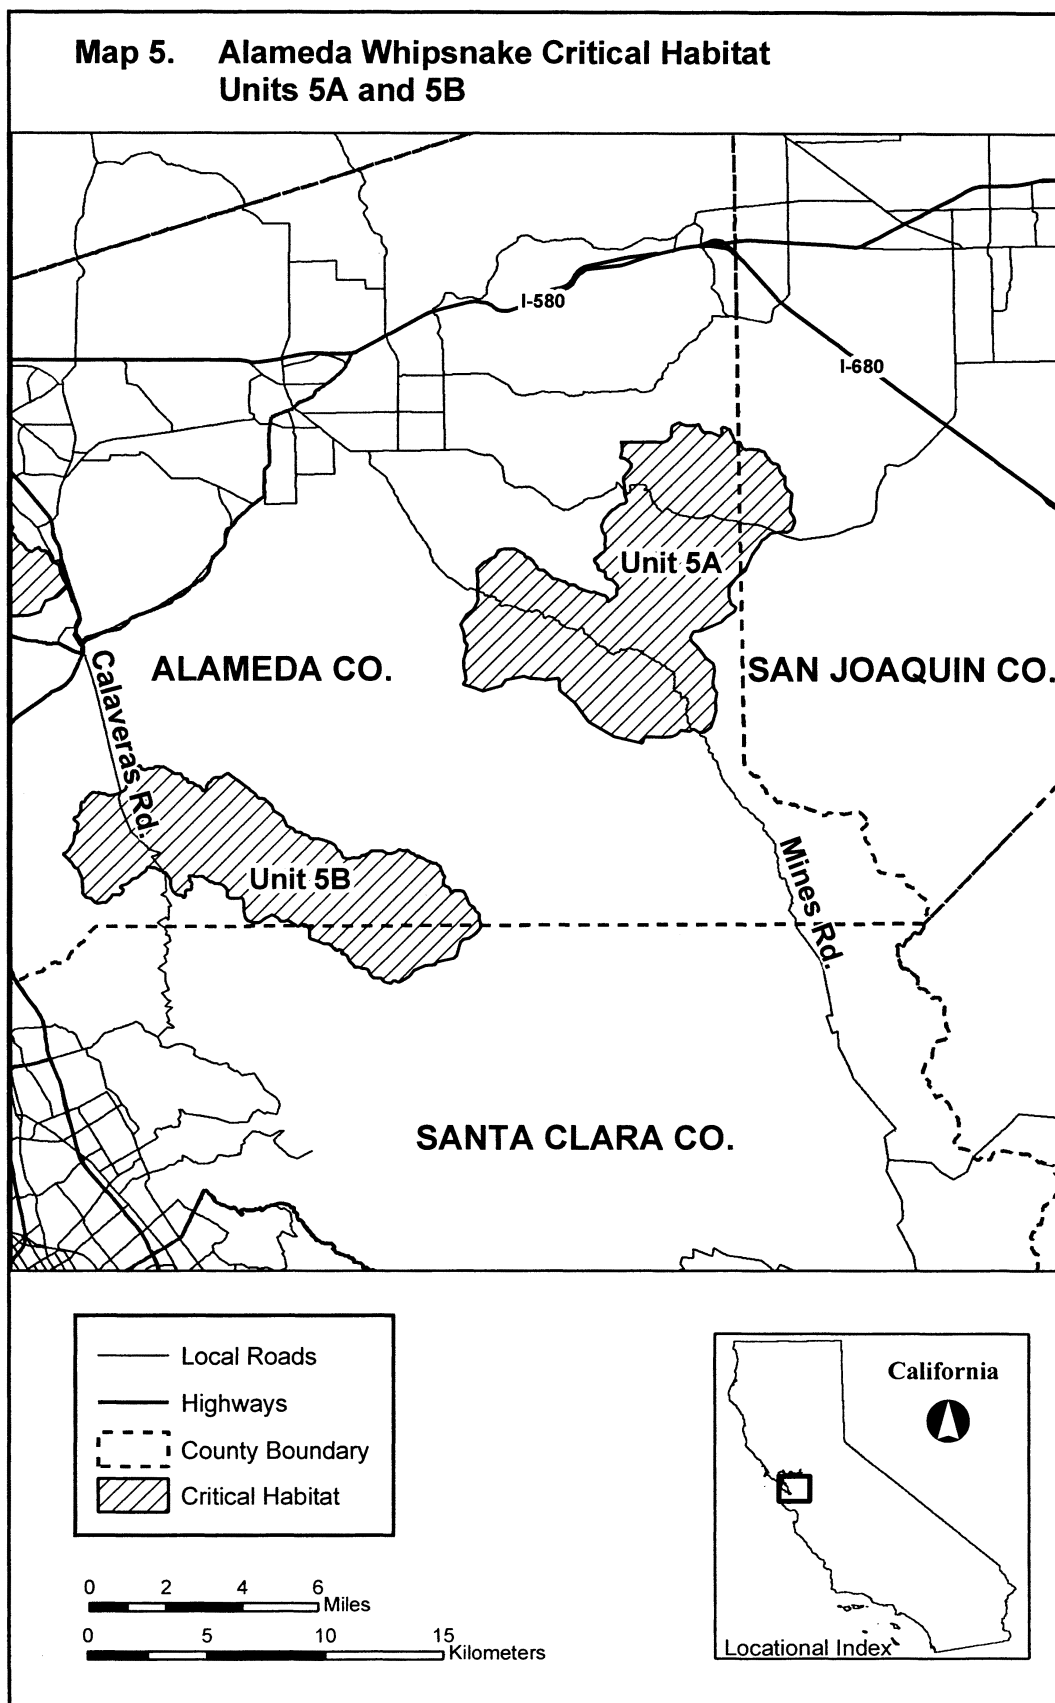 Map 5. Alameda Whipsnake Critical Habitat
Units 5A and 5B
I-580
I-680
Unit 5A
ALAMEDA CO.
SAN JOAQUIN CO.
Calaveras Rd.
Unit 5B
Mines Rd.
SANTA CLARA CO.
Local Roads
Highways
County Boundary
Critical Habitat
0 2 4 6
Miles
0 5 10 15
Kilometers
California
Locational Index